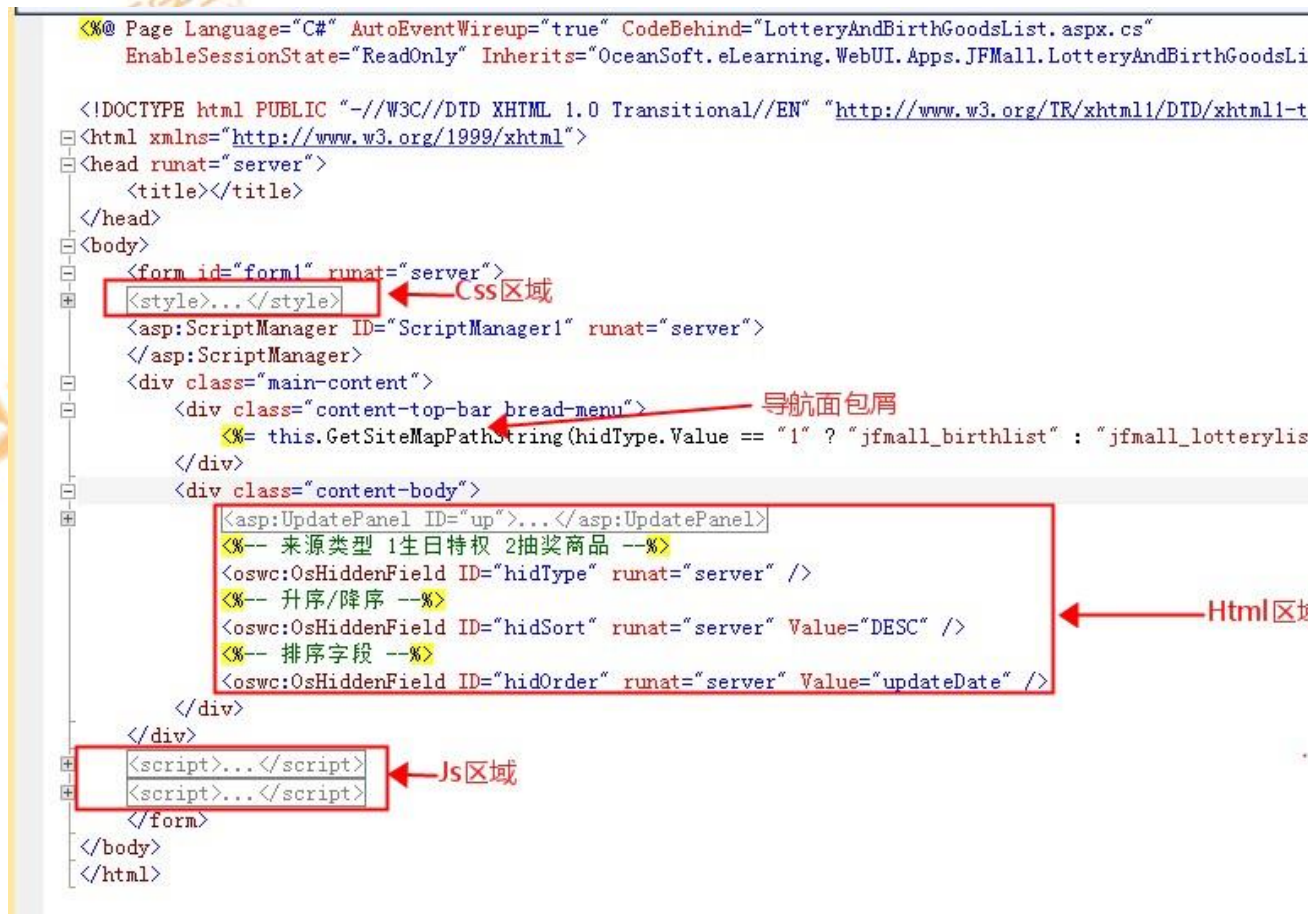 <%@ Page Language="C#" AutoEventWireup="true" CodeBehind="LotteryAndBirthGoodsList.aspx.cs"
EnableSessionState="ReadOnly" Inherits="OceanSoft.eLearning.WebUI.Apps.JFMall.LotteryAndBirthGoodsLi
<!DOCTYPE html PUBLIC "-//W3C//DTD XHTML 1.0 Transitional//EN" "http://www.w3.org/TR/xhtml1/DTD/xhtml1-t
<html xmlns="http://www.w3.org/1999/xhtml">
<head runat="server">
<title></title>
</head>
<body>
<form id="form1" runat="server">
<style>...</style> Css区域
<asp:ScriptManager ID="ScriptManager1" runat="server">
</asp:ScriptManager>
<div class="main-content">
<div class="content-top-bar bread-menu"> 导航面包屑
<%= this.GetSiteMapPathString(hidType.Value == "1" ? "jfmall_birthlist" : "jfmall_lotterylis
</div>
<div class="content-body">
<asp:UpdatePanel ID="up">...</asp:UpdatePanel>
<%-- 来源类型 1生日特权 2抽奖商品 --%>
<oswc:OsHiddenField ID="hidType" runat="server" />
<%-- 升序/降序 --%>
<oswc:OsHiddenField ID="hidSort" runat="server" Value="DESC" /> Html区
<%-- 排序字段 --%>
<oswc:OsHiddenField ID="hidOrder" runat="server" Value="updateDate" />
</div>
</div>
<script>...</script> Js区域
<script>...</script>
</form>
</body>
</html>